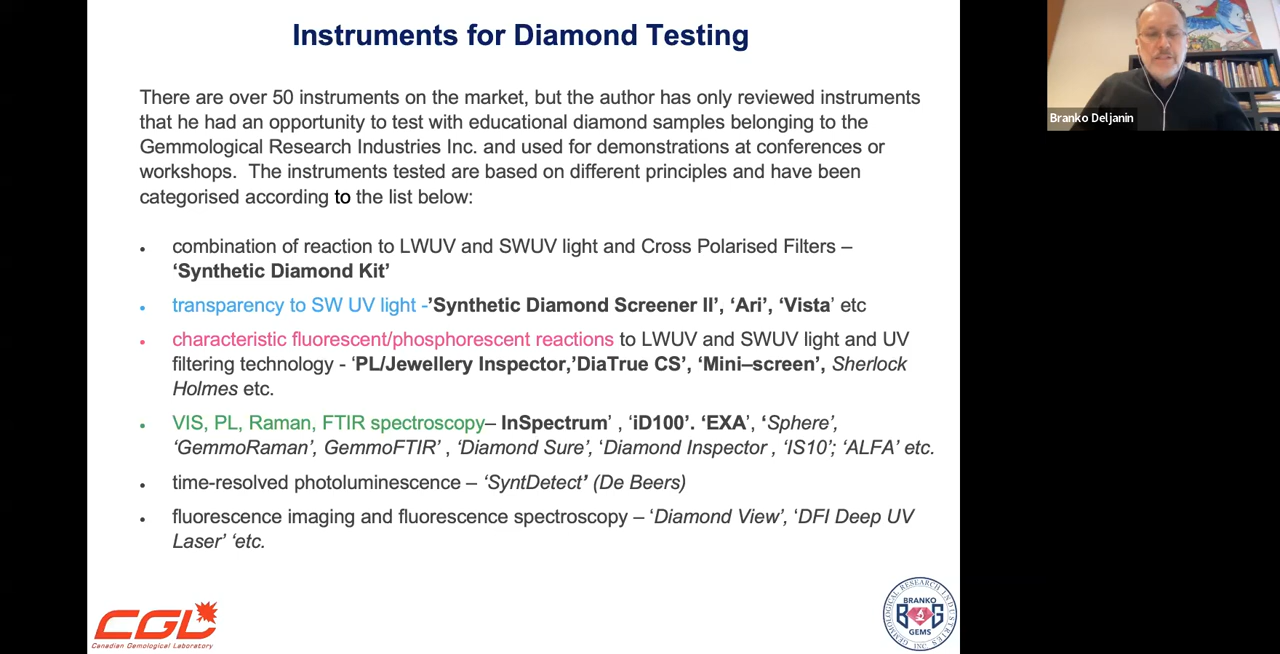 Instruments for Diamond Testing
There are over 50 instruments on the market, but the author has only reviewed instruments
that he had an opportunity to test with educational diamond samples belonging to the
Gemmological Research Industries Inc. and used for demonstrations at conferences or
workshops. The instruments tested are based on different principles and have been
categorised according to the list below:
• combination of reaction to LWUV and SWUV light and Cross Polarised Filters –
‘Synthetic Diamond Kit’
• transparency to SW UV light -’Synthetic Diamond Screener II’, ‘Ari’, ‘Vista’ etc
• characteristic fluorescent/phosphorescent reactions to LWUV and SWUV light and UV
filtering technology - ‘PL/Jewellery Inspector,’DiaTrue CS’, ‘Mini–screen’, Sherlock
Holmes etc.
• VIS, PL, Raman, FTIR spectroscopy– InSpectrum’ , ‘iD100’. ‘EXA’, ‘Sphere’,
‘GemmoRaman’, GemmoFTIR’ , ‘Diamond Sure’, ‘Diamond Inspector , ‘IS10’; ‘ALFA’ etc.
• time-resolved photoluminescence – ‘SyntDetect’ (De Beers)
• fluorescence imaging and fluorescence spectroscopy – ‘Diamond View’, ‘DFI Deep UV
Laser’ ‘etc.
CGL
Canadian Gemological Laboratory
GEMOLOGICAL RESEARCH INDUSTRIES INC.
BRANKO
B G
GEMS
Branko Deljanin